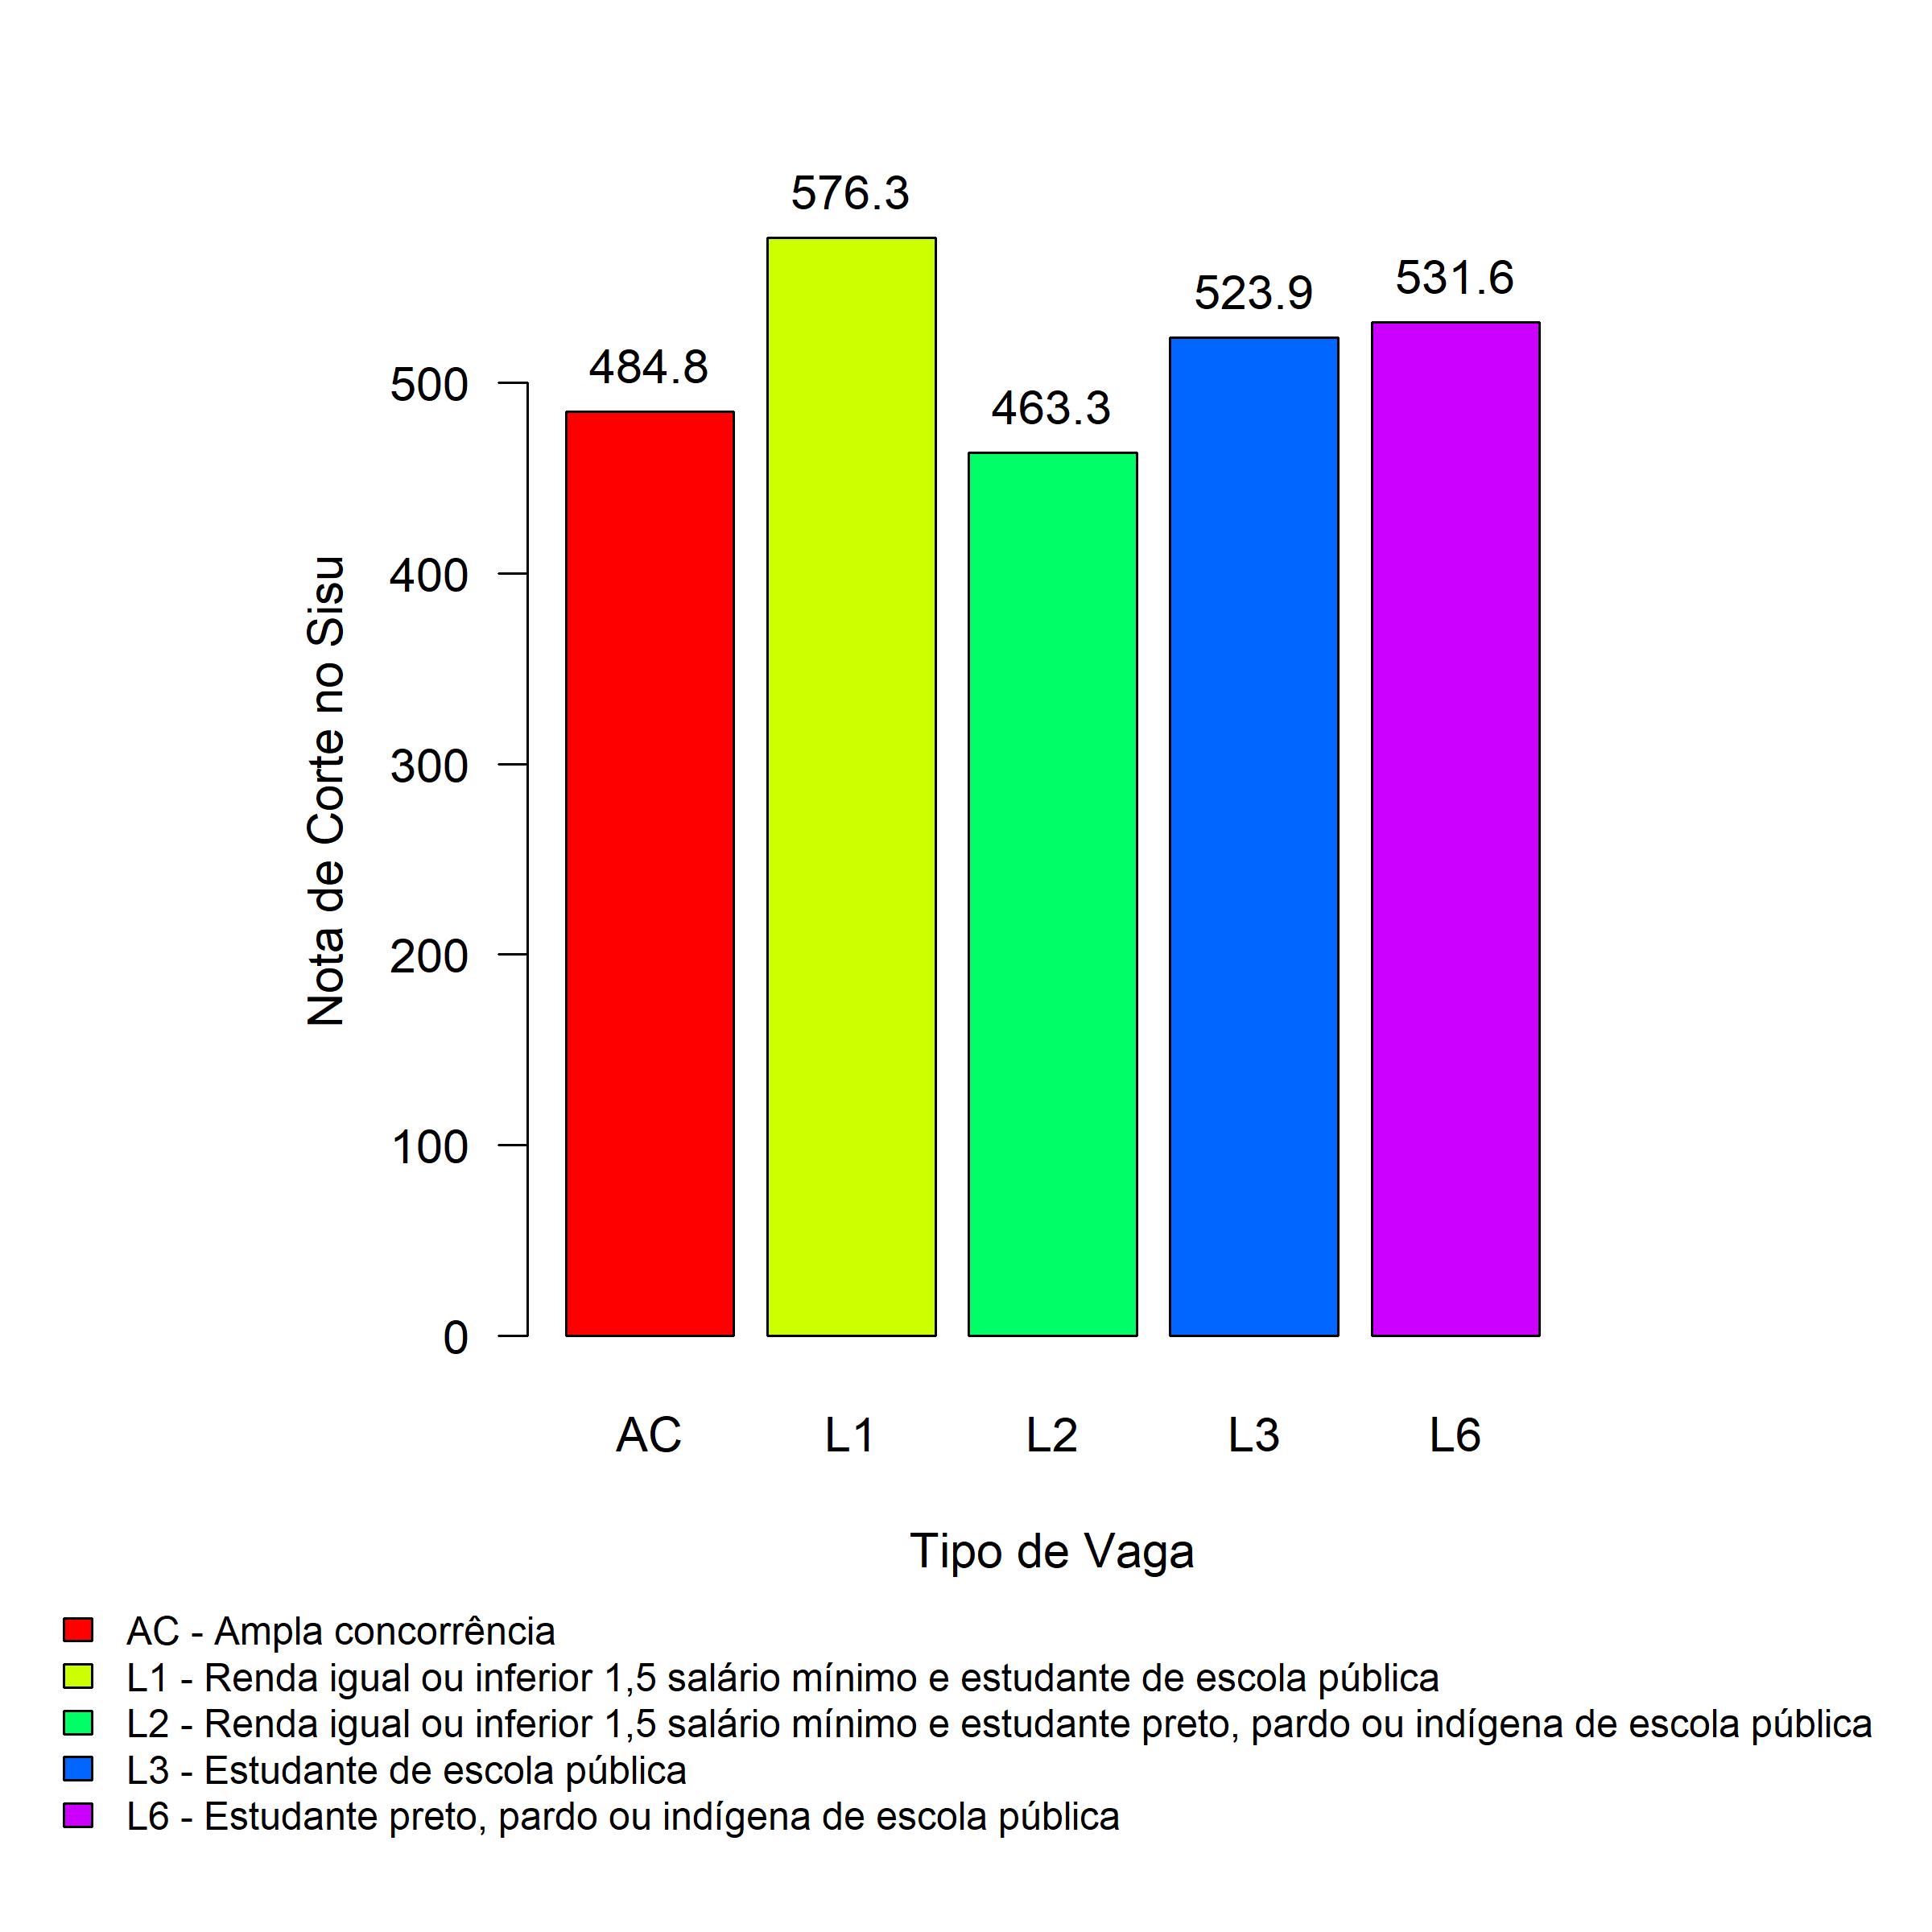 576.3
531.6
523.9
484.8
463.3
500
400
300
200
100
0
Nota de Corte no Sisu
AC L1 L2 L3 L6
Tipo de Vaga
AC - Ampla concorrência
L1 - Renda igual ou inferior 1,5 salário mínimo e estudante de escola pública
L2 - Renda igual ou inferior 1,5 salário mínimo e estudante preto, pardo ou indígena de escola pública
L3 - Estudante de escola pública
L6 - Estudante preto, pardo ou indígena de escola pública